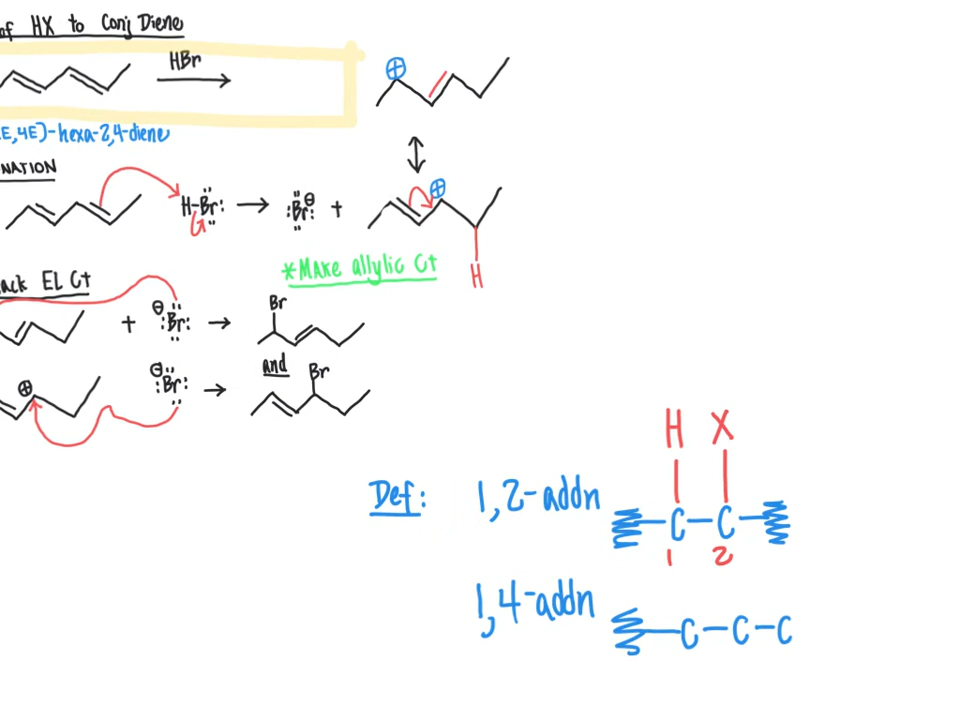 of HX to Conj Diene
HBr
⊕
E,4E)-hexa-2,4-diene
NATION
H-Br: → :Br:⊖ +
⊕
H
*Make allylic C+
ack EL C+
+ ⊖:Br: →
Br
and
⊕ ⊖:Br: →
Br
H X
Def: 1,2-addn
C-C
1 2
1,4-addn
C-C-C